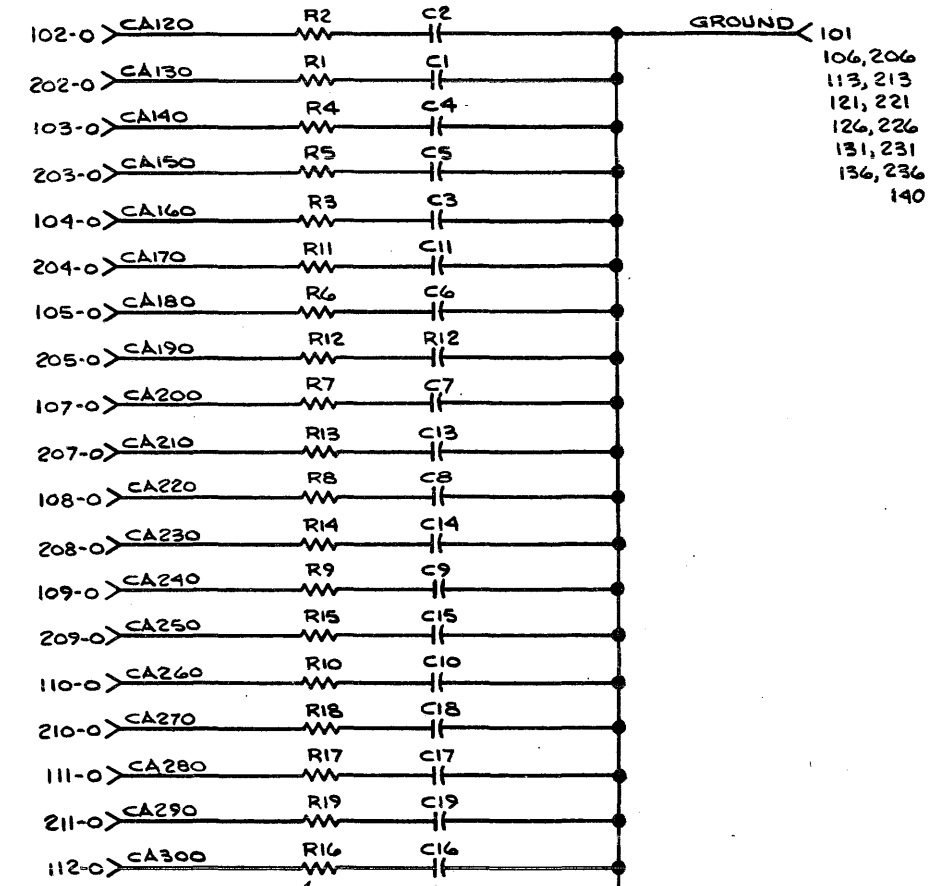 102-0 CA120 R2 C2 GROUND 101
106,206
202-0 CA130 R1 C1 113,213
121,221
103-0 CA140 R4 C4 126,226
131,231
203-0 CA150 R5 C5 136,236
140
104-0 CA160 R3 C3
204-0 CA170 R11 C11
105-0 CA180 R6 C6
205-0 CA190 R12 R12
107-0 CA200 R7 C7
207-0 CA210 R13 C13
108-0 CA220 R8 C8
208-0 CA230 R14 C14
109-0 CA240 R9 C9
209-0 CA250 R15 C15
110-0 CA260 R10 C10
210-0 CA270 R18 C18
111-0 CA280 R17 C17
211-0 CA290 R19 C19
112-0 CA300 R16 C16